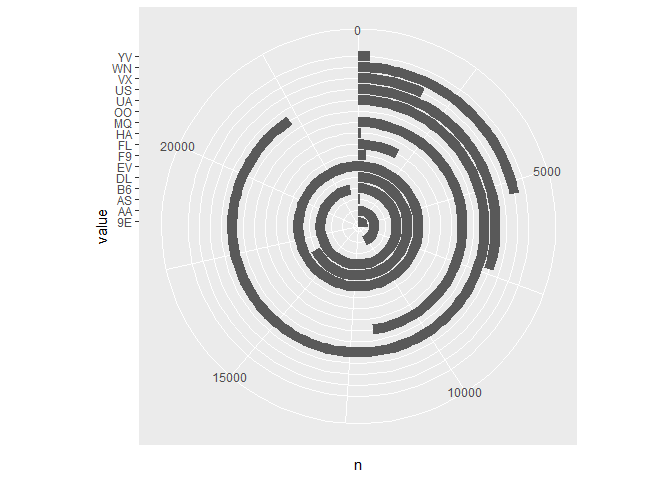 0
YV
WN
VX
US
UA
OO
MQ
HA
FL
F9
EV
DL
B6
AS
AA
9E
20000
5000
value
15000
10000
n